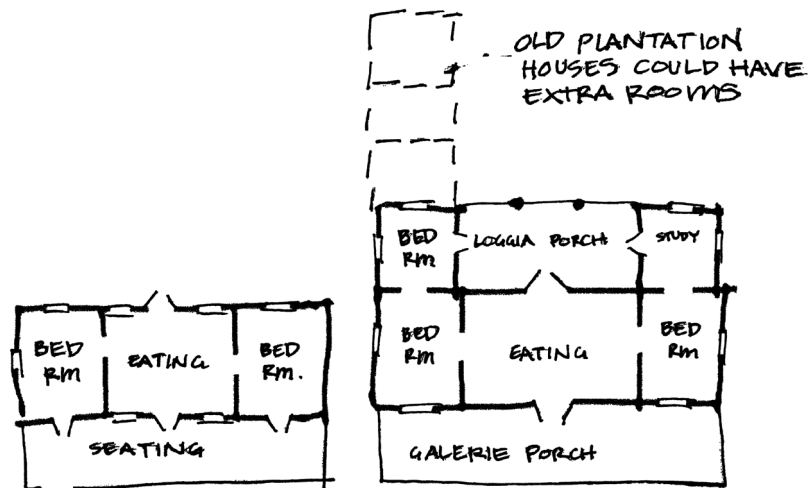 OLD PLANTATION
HOUSES COULD HAVE
EXTRA ROOMS
BED
RM
LOGGIA PORCH
STUDY
BED
RM
EATING
BED
RM.
BED
RM
EATING
BED
RM
SEATING
GALERIE PORCH